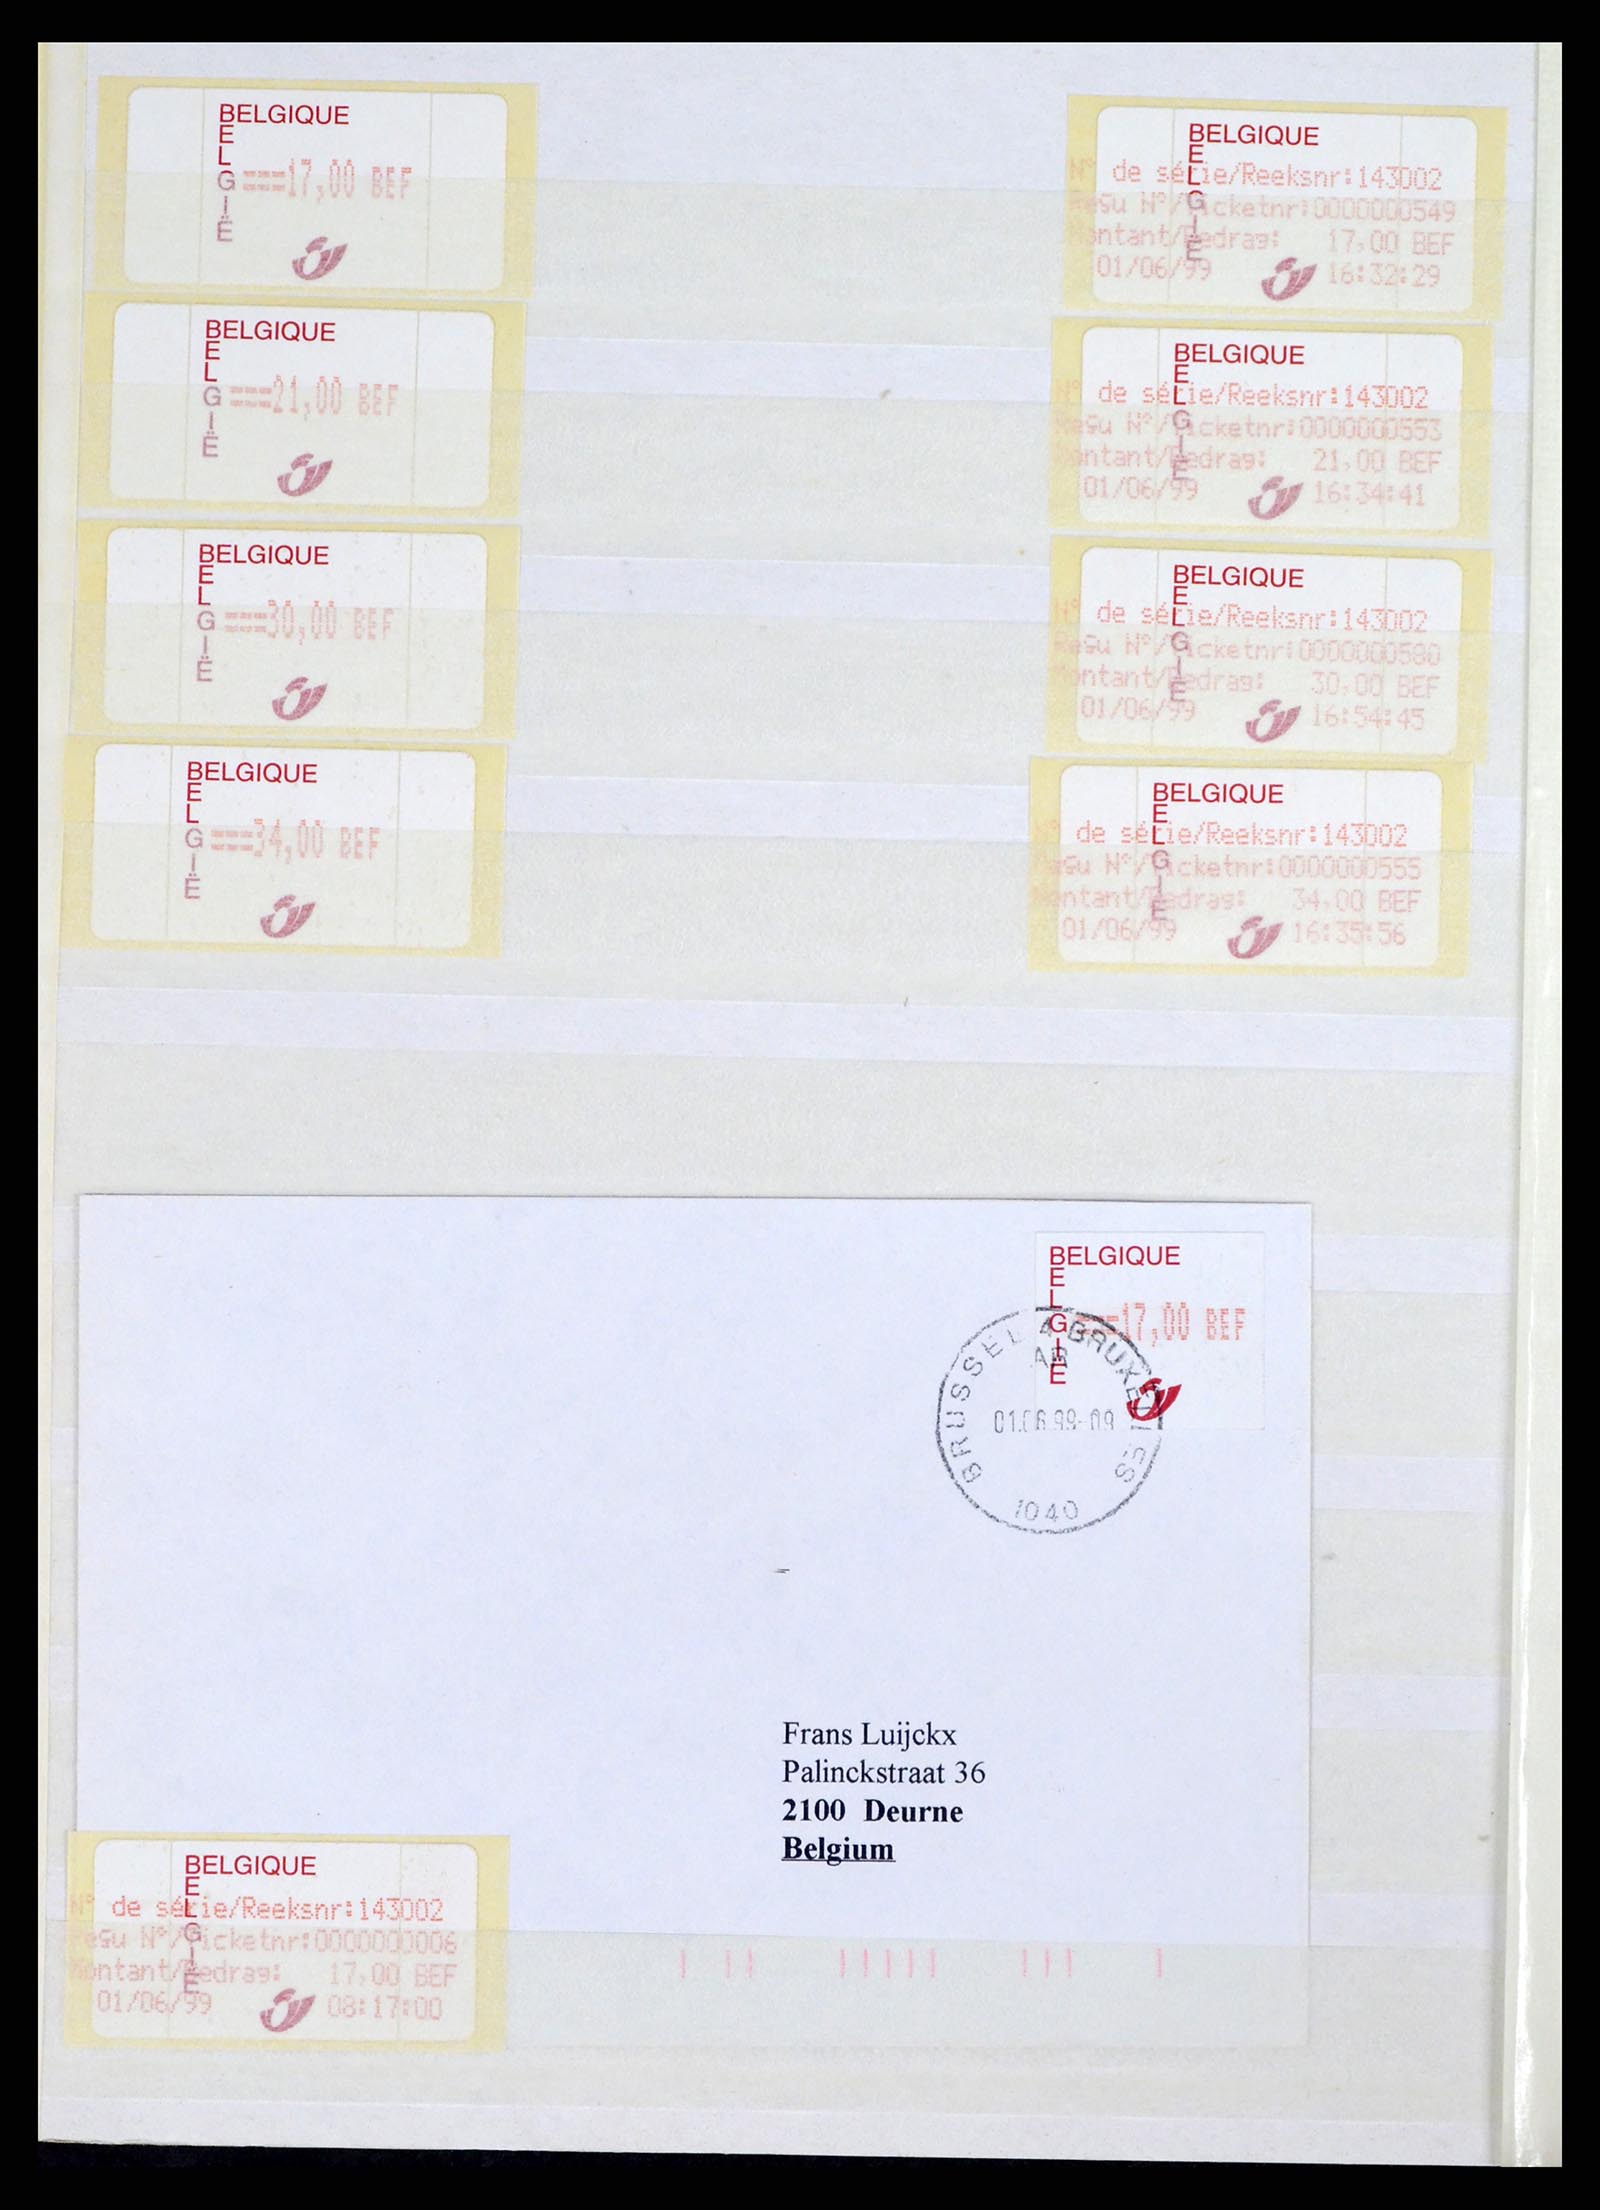 BELGIQUE
BELGIË
===17,00 BEF
BELGIQUE
BELGIË
N° de série/Reeksnr:143002
Reçu N°/Ticketnr:0000000549
Montant/Bedrag: 17,00 BEF
01/06/99 16:32:29
BELGIQUE
BELGIË
===21,00 BEF
BELGIQUE
BELGIË
N° de série/Reeksnr:143002
Reçu N°/Ticketnr:0000000553
Montant/Bedrag: 21,00 BEF
01/06/99 16:34:41
BELGIQUE
BELGIË
===30,00 BEF
BELGIQUE
BELGIË
N° de série/Reeksnr:143002
Reçu N°/Ticketnr:0000000580
Montant/Bedrag: 30,00 BEF
01/06/99 16:54:45
BELGIQUE
BELGIË
===34,00 BEF
BELGIQUE
BELGIË
N° de série/Reeksnr:143002
Reçu N°/Ticketnr:0000000555
Montant/Bedrag: 34,00 BEF
01/06/99 16:35:56
BELGIQUE
BELGIË
===17,00 BEF
BRUSSEL 4 BRUXELLES
AB
01.06.99-09
1040
Frans Luijckx
Palinckstraat 36
2100 Deurne
Belgium
BELGIQUE
BELGIË
N° de série/Reeksnr:143002
Reçu N°/Ticketnr:0000000006
Montant/Bedrag: 17,00 BEF
01/06/99 08:17:00